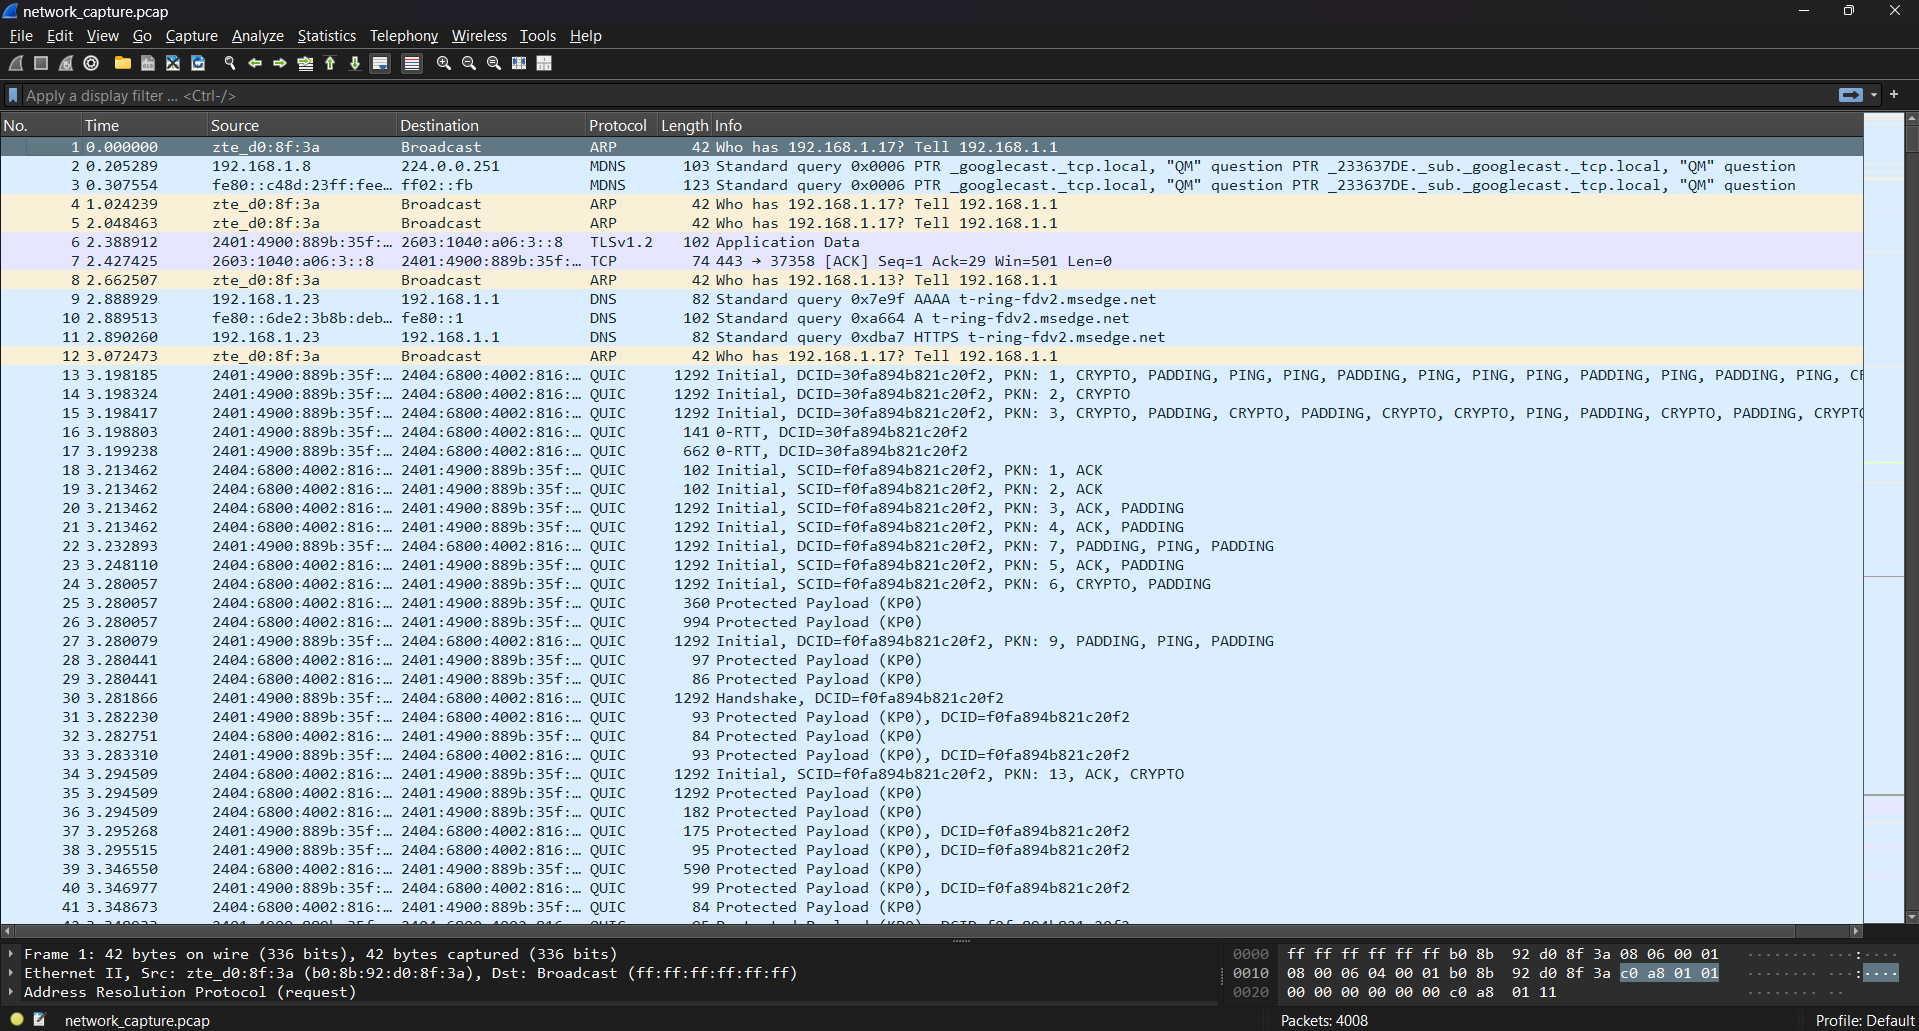 network_capture.pcap
File Edit View Go Capture Analyze Statistics Telephony Wireless Tools Help
Apply a display filter … <Ctrl-/>
No. Time Source Destination Protocol Length Info
1 0.000000 zte_d0:8f:3a Broadcast ARP 42 Who has 192.168.1.17? Tell 192.168.1.1
2 0.205289 192.168.1.8 224.0.0.251 MDNS 103 Standard query 0x0006 PTR _googlecast._tcp.local, "QM" question PTR _233637DE._sub._googlecast._tcp.local, "QM" question
3 0.307554 fe80::c48d:23ff:fee… ff02::fb MDNS 123 Standard query 0x0006 PTR _googlecast._tcp.local, "QM" question PTR _233637DE._sub._googlecast._tcp.local, "QM" question
4 1.024239 zte_d0:8f:3a Broadcast ARP 42 Who has 192.168.1.17? Tell 192.168.1.1
5 2.048463 zte_d0:8f:3a Broadcast ARP 42 Who has 192.168.1.17? Tell 192.168.1.1
6 2.388912 2401:4900:889b:35f:… 2603:1040:a06:3::8 TLSv1.2 102 Application Data
7 2.427425 2603:1040:a06:3::8 2401:4900:889b:35f:… TCP 74 443 → 37358 [ACK] Seq=1 Ack=29 Win=501 Len=0
8 2.662507 zte_d0:8f:3a Broadcast ARP 42 Who has 192.168.1.13? Tell 192.168.1.1
9 2.888929 192.168.1.23 192.168.1.1 DNS 82 Standard query 0x7e9f AAAA t-ring-fdv2.msedge.net
10 2.889513 fe80::6de2:3b8b:deb… fe80::1 DNS 102 Standard query 0xa664 A t-ring-fdv2.msedge.net
11 2.890260 192.168.1.23 192.168.1.1 DNS 82 Standard query 0xdba7 HTTPS t-ring-fdv2.msedge.net
12 3.072473 zte_d0:8f:3a Broadcast ARP 42 Who has 192.168.1.17? Tell 192.168.1.1
13 3.198185 2401:4900:889b:35f:… 2404:6800:4002:816:… QUIC 1292 Initial, DCID=30fa894b821c20f2, PKN: 1, CRYPTO, PADDING, PING, PING, PADDING, PING, PING, PING, PADDING, PING, PADDING, PING,
14 3.198324 2401:4900:889b:35f:… 2404:6800:4002:816:… QUIC 1292 Initial, DCID=30fa894b821c20f2, PKN: 2, CRYPTO
15 3.198417 2401:4900:889b:35f:… 2404:6800:4002:816:… QUIC 1292 Initial, DCID=30fa894b821c20f2, PKN: 3, CRYPTO, PADDING, CRYPTO, PADDING, CRYPTO, CRYPTO, PING, PADDING, CRYPTO, PADDING,
16 3.198803 2401:4900:889b:35f:… 2404:6800:4002:816:… QUIC 141 0-RTT, DCID=30fa894b821c20f2
17 3.199238 2401:4900:889b:35f:… 2404:6800:4002:816:… QUIC 662 0-RTT, DCID=30fa894b821c20f2
18 3.213462 2404:6800:4002:816:… 2401:4900:889b:35f:… QUIC 102 Initial, SCID=f0fa894b821c20f2, PKN: 1, ACK
19 3.213462 2404:6800:4002:816:… 2401:4900:889b:35f:… QUIC 102 Initial, SCID=f0fa894b821c20f2, PKN: 2, ACK
20 3.213462 2404:6800:4002:816:… 2401:4900:889b:35f:… QUIC 1292 Initial, SCID=f0fa894b821c20f2, PKN: 3, ACK, PADDING
21 3.213462 2404:6800:4002:816:… 2401:4900:889b:35f:… QUIC 1292 Initial, SCID=f0fa894b821c20f2, PKN: 4, ACK, PADDING
22 3.232893 2401:4900:889b:35f:… 2404:6800:4002:816:… QUIC 1292 Initial, DCID=f0fa894b821c20f2, PKN: 7, PADDING, PING, PADDING
23 3.248110 2404:6800:4002:816:… 2401:4900:889b:35f:… QUIC 1292 Initial, SCID=f0fa894b821c20f2, PKN: 5, ACK, PADDING
24 3.280057 2404:6800:4002:816:… 2401:4900:889b:35f:… QUIC 1292 Initial, SCID=f0fa894b821c20f2, PKN: 6, CRYPTO, PADDING
25 3.280057 2404:6800:4002:816:… 2401:4900:889b:35f:… QUIC 360 Protected Payload (KP0)
26 3.280057 2404:6800:4002:816:… 2401:4900:889b:35f:… QUIC 994 Protected Payload (KP0)
27 3.280079 2401:4900:889b:35f:… 2404:6800:4002:816:… QUIC 1292 Initial, DCID=f0fa894b821c20f2, PKN: 9, PADDING, PING, PADDING
28 3.280441 2404:6800:4002:816:… 2401:4900:889b:35f:… QUIC 97 Protected Payload (KP0)
29 3.280441 2404:6800:4002:816:… 2401:4900:889b:35f:… QUIC 86 Protected Payload (KP0)
30 3.281866 2401:4900:889b:35f:… 2404:6800:4002:816:… QUIC 1292 Handshake, DCID=f0fa894b821c20f2
31 3.282230 2401:4900:889b:35f:… 2404:6800:4002:816:… QUIC 93 Protected Payload (KP0), DCID=f0fa894b821c20f2
32 3.282751 2404:6800:4002:816:… 2401:4900:889b:35f:… QUIC 84 Protected Payload (KP0)
33 3.283310 2401:4900:889b:35f:… 2404:6800:4002:816:… QUIC 93 Protected Payload (KP0), DCID=f0fa894b821c20f2
34 3.294509 2404:6800:4002:816:… 2401:4900:889b:35f:… QUIC 1292 Initial, SCID=f0fa894b821c20f2, PKN: 13, ACK, CRYPTO
35 3.294509 2404:6800:4002:816:… 2401:4900:889b:35f:… QUIC 1292 Protected Payload (KP0)
36 3.294509 2404:6800:4002:816:… 2401:4900:889b:35f:… QUIC 182 Protected Payload (KP0)
37 3.295268 2401:4900:889b:35f:… 2404:6800:4002:816:… QUIC 175 Protected Payload (KP0), DCID=f0fa894b821c20f2
38 3.295515 2401:4900:889b:35f:… 2404:6800:4002:816:… QUIC 95 Protected Payload (KP0), DCID=f0fa894b821c20f2
39 3.346550 2404:6800:4002:816:… 2401:4900:889b:35f:… QUIC 590 Protected Payload (KP0)
40 3.346977 2401:4900:889b:35f:… 2404:6800:4002:816:… QUIC 99 Protected Payload (KP0), DCID=f0fa894b821c20f2
41 3.348673 2404:6800:4002:816:… 2401:4900:889b:35f:… QUIC 84 Protected Payload (KP0)
Frame 1: 42 bytes on wire (336 bits), 42 bytes captured (336 bits)
Ethernet II, Src: zte_d0:8f:3a (b0:8b:92:d0:8f:3a), Dst: Broadcast (ff:ff:ff:ff:ff:ff)
Address Resolution Protocol (request)
0000 ff ff ff ff ff ff b0 8b 92 d0 8f 3a 08 06 00 01 ········ ···:····
0010 08 00 06 04 00 01 b0 8b 92 d0 8f 3a c0 a8 01 01 ········ ···:····
0020 00 00 00 00 00 00 c0 a8 01 11 ········ ··
network_capture.pcap Packets: 4008 Profile: Default